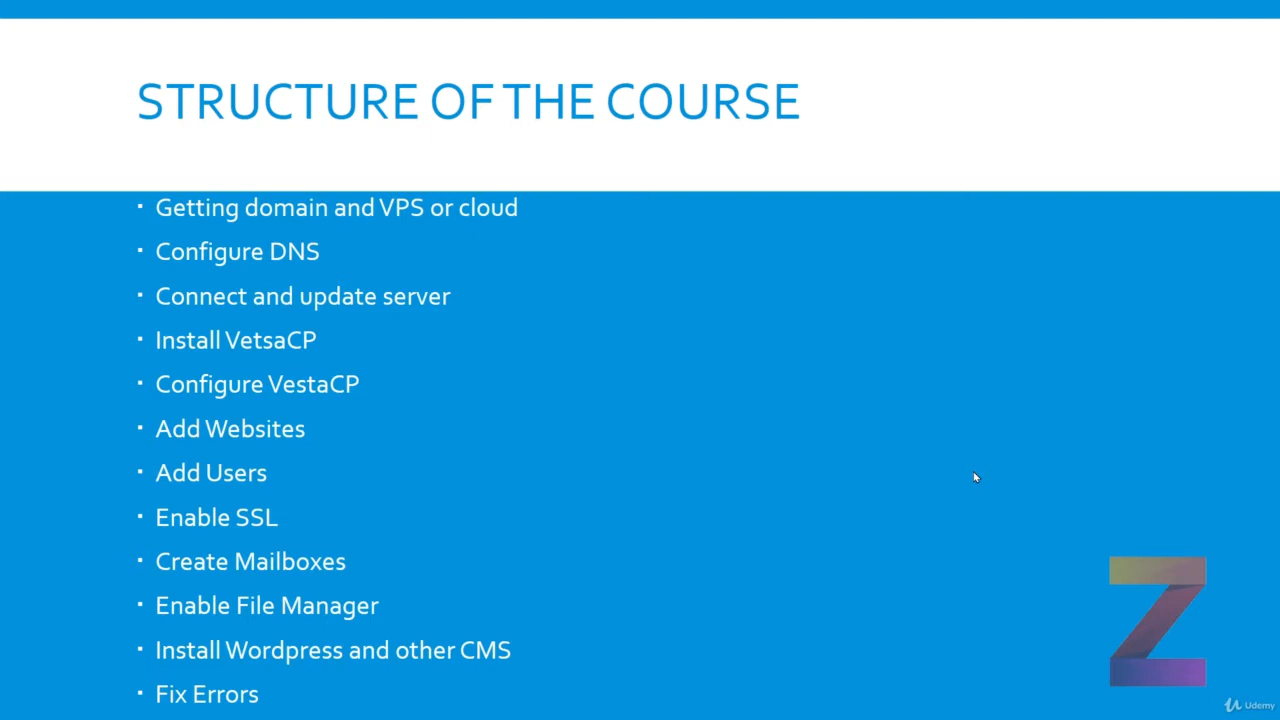 STRUCTURE OF THE COURSE
▪ Getting domain and VPS or cloud
▪ Configure DNS
▪ Connect and update server
▪ Install VetsaCP
▪ Configure VestaCP
▪ Add Websites
▪ Add Users
▪ Enable SSL
▪ Create Mailboxes
▪ Enable File Manager
▪ Install Wordpress and other CMS
▪ Fix Errors
Z
Udemy